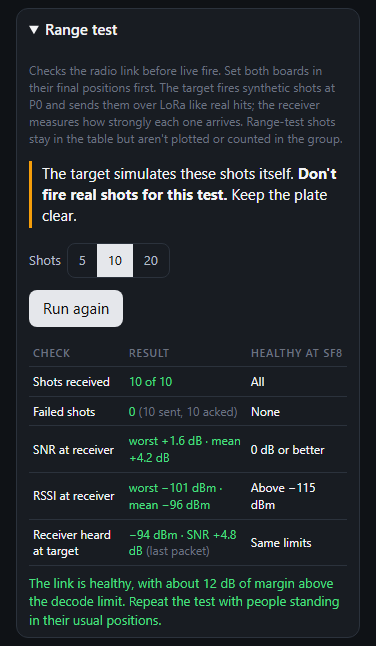 ▼ Range test
Checks the radio link before live fire. Set both boards in
their final positions first. The target fires synthetic shots at
P0 and sends them over LoRa like real hits; the receiver
measures how strongly each one arrives. Range-test shots
stay in the table but aren't plotted or counted in the group.
The target simulates these shots itself. Don't
fire real shots for this test. Keep the plate
clear.
Shots 5 10 20
Run again
CHECK RESULT HEALTHY AT SF8
Shots received 10 of 10 All
Failed shots 0 (10 sent, 10 acked) None
SNR at receiver worst +1.6 dB · mean
+4.2 dB 0 dB or better
RSSI at receiver worst −101 dBm ·
mean −96 dBm Above −115
dBm
Receiver heard
at target −94 dBm · SNR +4.8
dB (last packet) Same limits
The link is healthy, with about 12 dB of margin above
the decode limit. Repeat the test with people standing
in their usual positions.